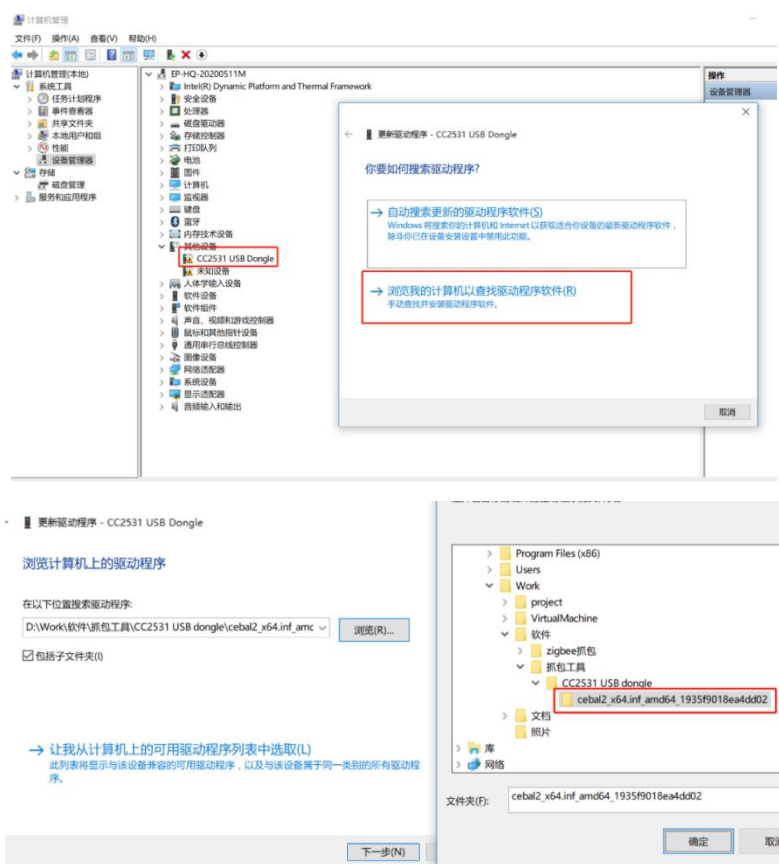 计算机管理
文件(F) 操作(A) 查看(V) 帮助(H)
计算机管理(本地)
系统工具
任务计划程序
事件查看器
共享文件夹
本地用户和组
性能
设备管理器
存储
磁盘管理
服务和应用程序
EP-HQ-20200511M
Intel(R) Dynamic Platform and Thermal Framework
安全设备
处理器
磁盘驱动器
存储控制器
打印队列
电池
固件
计算机
监视器
键盘
蓝牙
内存技术设备
其他设备
CC2531 USB Dongle
未知设备
人体学输入设备
软件设备
软件组件
声音、视频和游戏控制器
鼠标和其他指针设备
通用串行总线控制器
图像设备
网络适配器
系统设备
显示适配器
音频输入和输出
操作
设备管理器
更新驱动程序 - CC2531 USB Dongle
你要如何搜索驱动程序?
自动搜索更新的驱动程序软件(S)
Windows 将搜索你的计算机和 Internet 以获取适合你设备的最新驱动程序软件，
除非你已在设备安装设置中禁用此功能。
浏览我的计算机以查找驱动程序软件(R)
手动查找并安装驱动程序软件。
取消
更新驱动程序 - CC2531 USB Dongle
浏览计算机上的驱动程序
在以下位置搜索驱动程序:
D:\Work\软件\抓包工具\CC2531 USB dongle\cebal2_x64.inf_amc
浏览(R)...
包括子文件夹(I)
让我从计算机上的可用驱动程序列表中选取(L)
此列表将显示与该设备兼容的可用驱动程序，以及与该设备属于同一类别的所有驱动程
序。
下一步(N)
Program Files (x86)
Users
Work
project
VirtualMachine
软件
zigbee抓包
抓包工具
CC2531 USB dongle
cebal2_x64.inf_amd64_1935f9018ea4dd02
文档
照片
库
网络
文件夹(F):
cebal2_x64.inf_amd64_1935f9018ea4dd02
确定